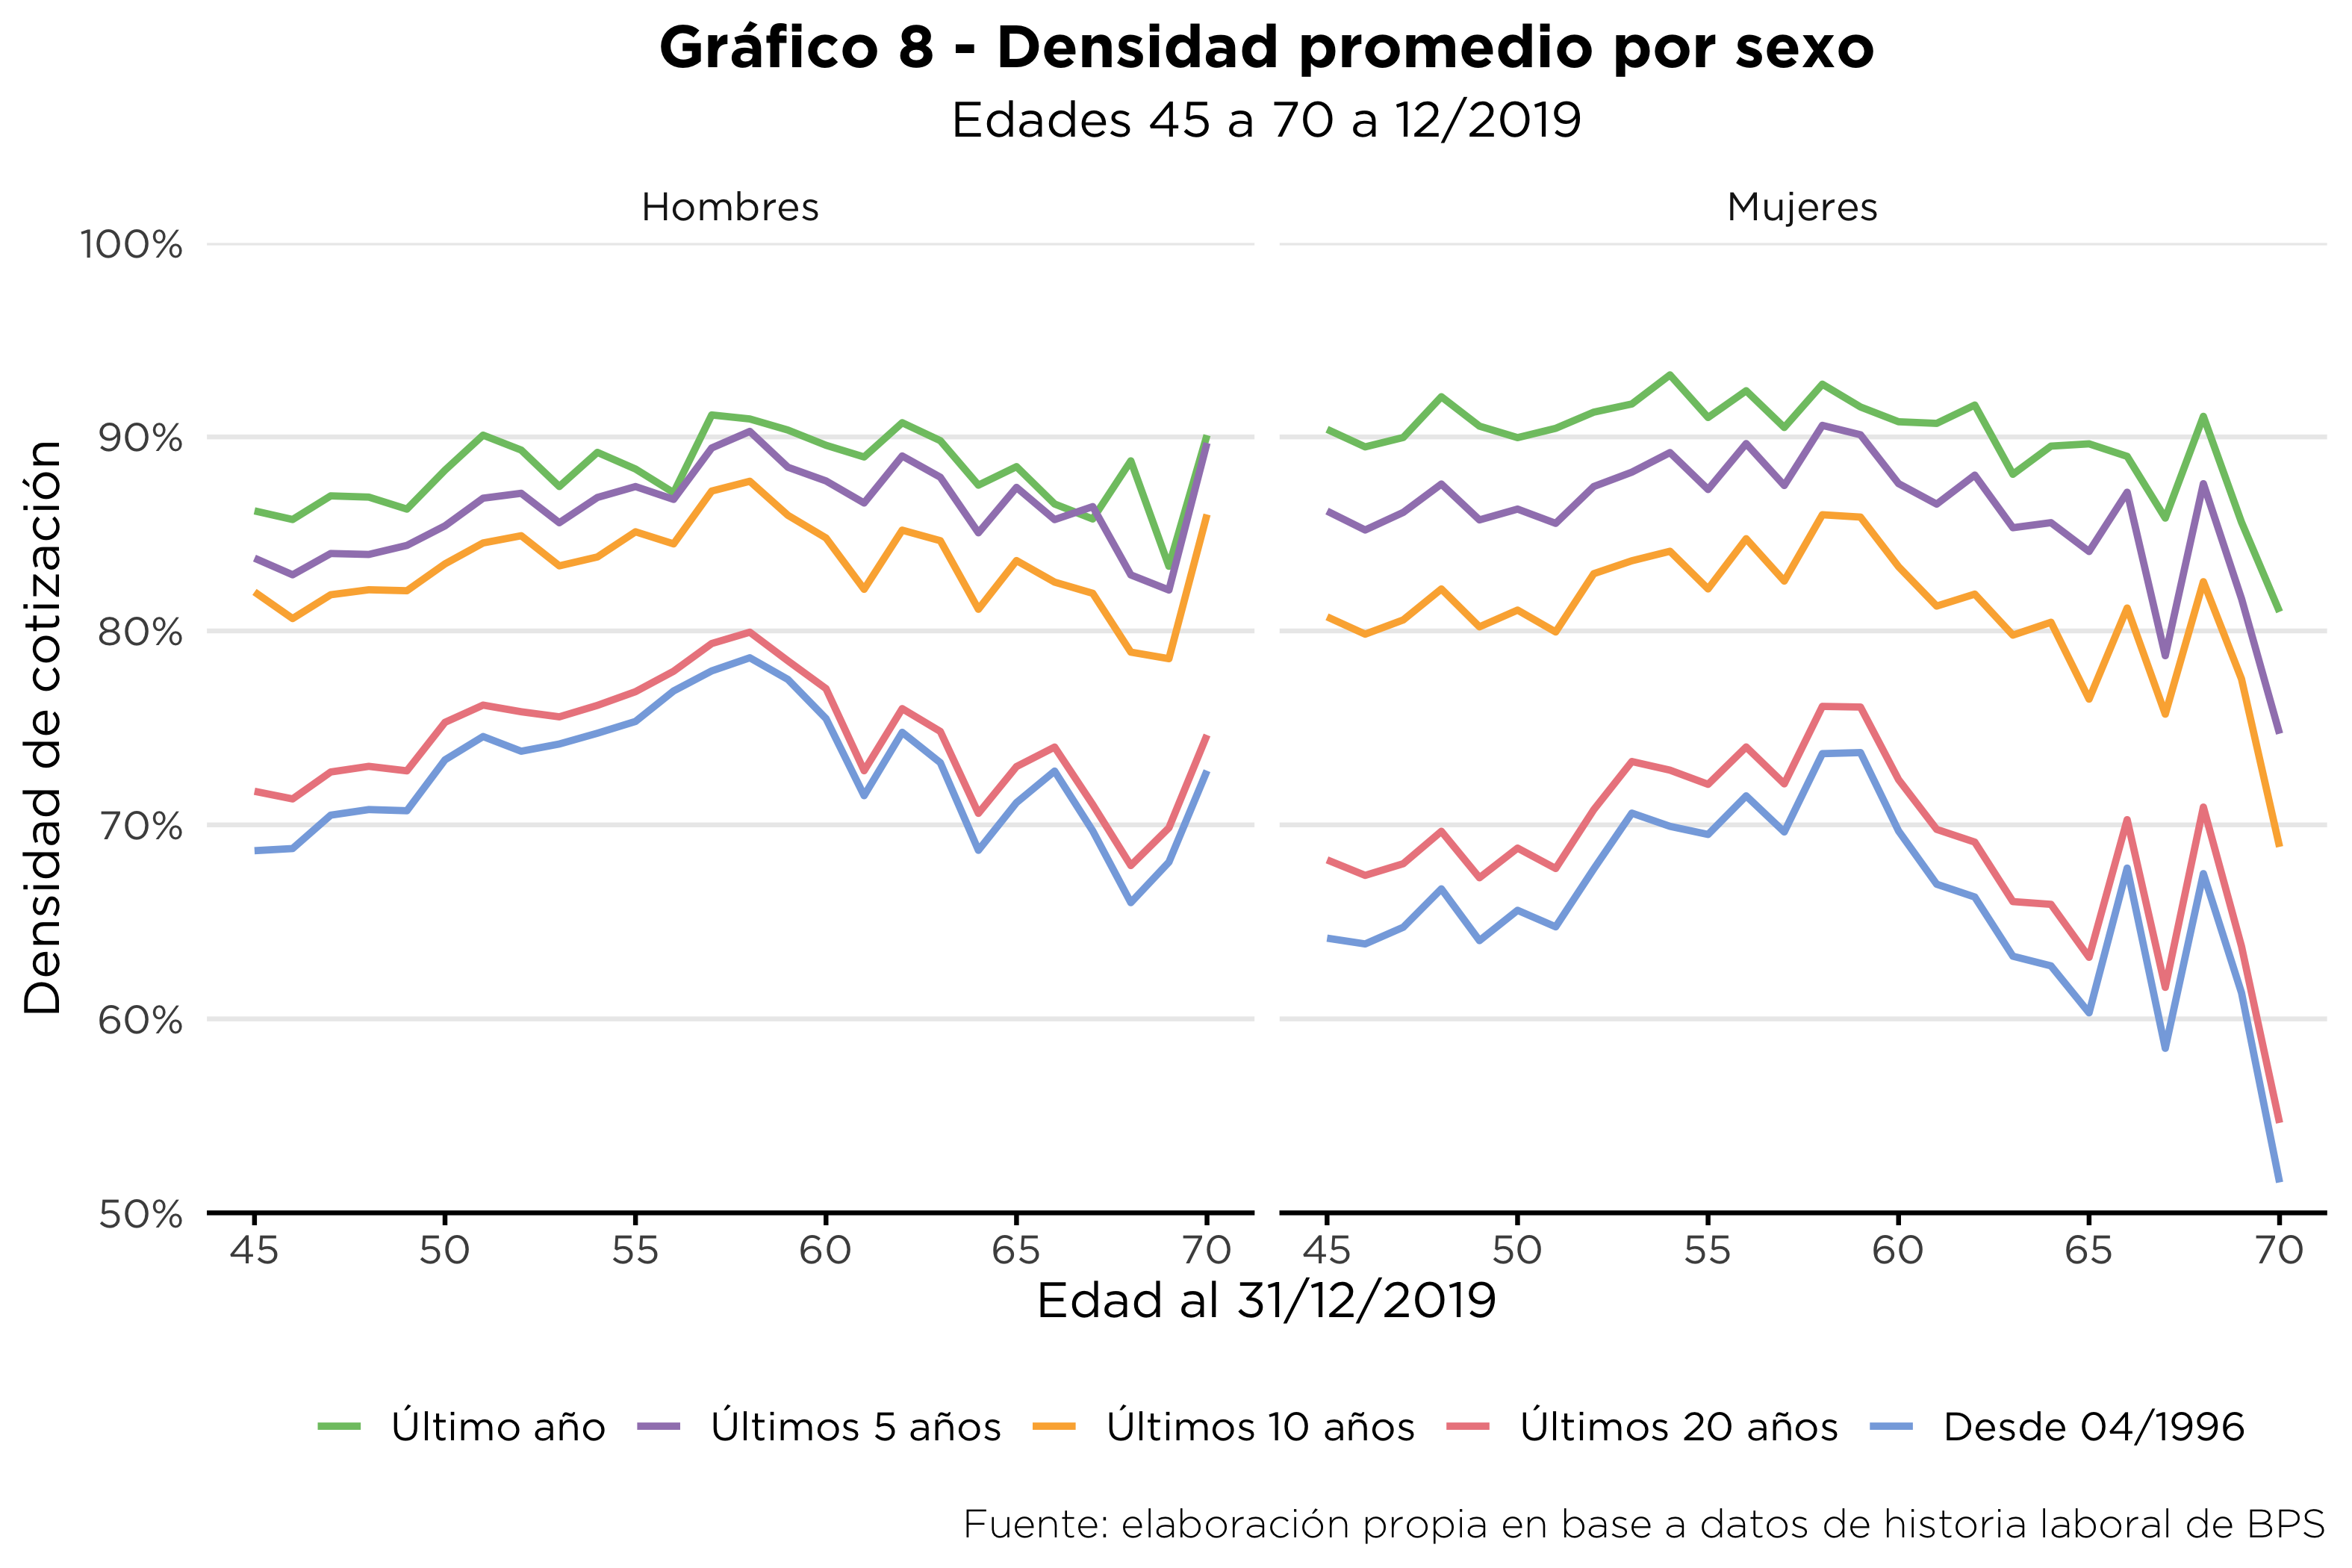 Gráfico 8 - Densidad promedio por sexo
Edades 45 a 70 a 12/2019
Hombres
Mujeres
Densidad de cotización
100%
90%
80%
70%
60%
50%
45 50 55 60 65 70
45 50 55 60 65 70
Edad al 31/12/2019
Último año Últimos 5 años Últimos 10 años Últimos 20 años Desde 04/1996
Fuente: elaboración propia en base a datos de historia laboral de BPS